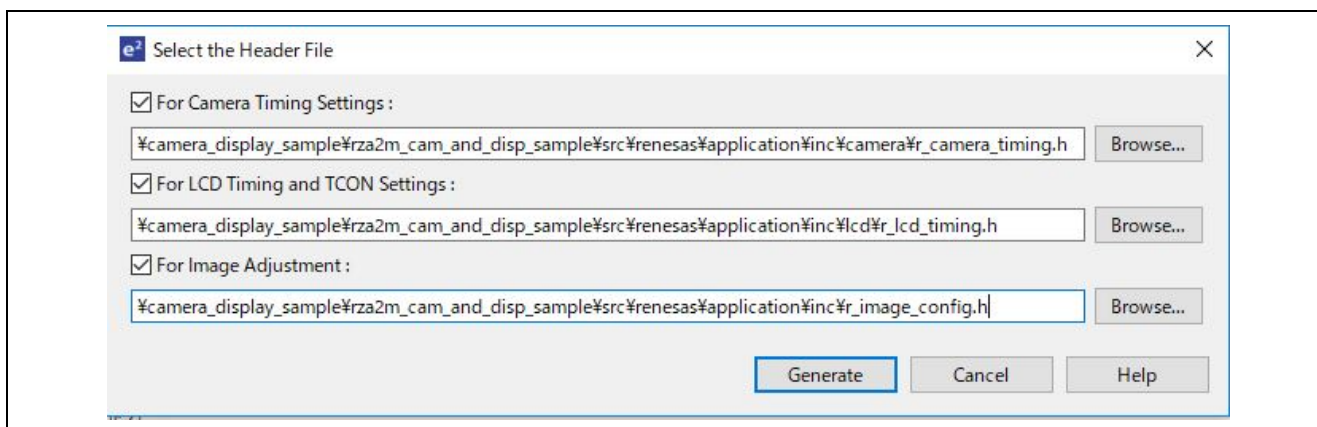 e² Select the Header File
For Camera Timing Settings :
¥camera_display_sample¥rza2m_cam_and_disp_sample¥src¥renesas¥application¥inc¥camera¥r_camera_timing.h Browse...
For LCD Timing and TCON Settings :
¥camera_display_sample¥rza2m_cam_and_disp_sample¥src¥renesas¥application¥inc¥lcd¥r_lcd_timing.h Browse...
For Image Adjustment :
¥camera_display_sample¥rza2m_cam_and_disp_sample¥src¥renesas¥application¥inc¥r_image_config.h Browse...
Generate Cancel Help